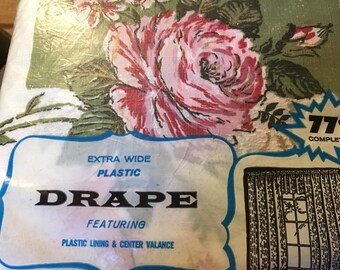 77¢
COMPLETE
EXTRA WIDE
PLASTIC
DRAPE
FEATURING
PLASTIC LINING & CENTER VALANCE